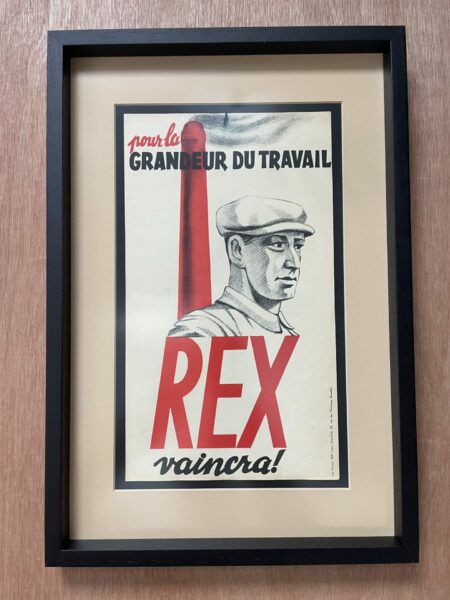 pour la
GRANDEUR DU TRAVAIL
REX
vaincra!